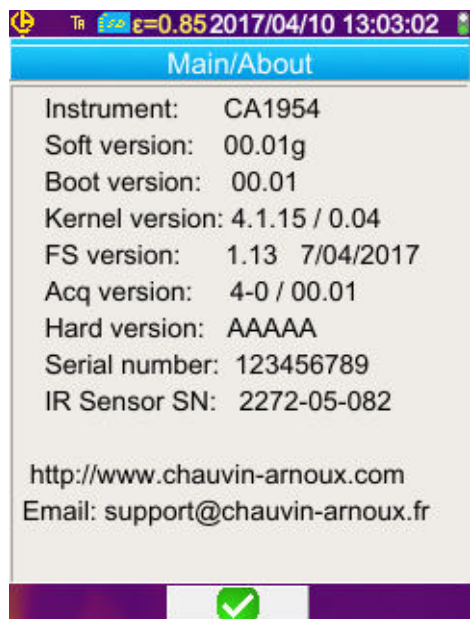 TA ε=0.85 2017/04/10 13:03:02
Main/About
Instrument: CA1954
Soft version: 00.01g
Boot version: 00.01
Kernel version: 4.1.15 / 0.04
FS version: 1.13 7/04/2017
Acq version: 4-0 / 00.01
Hard version: AAAAA
Serial number: 123456789
IR Sensor SN: 2272-05-082
http://www.chauvin-arnoux.com
Email: support@chauvin-arnoux.fr